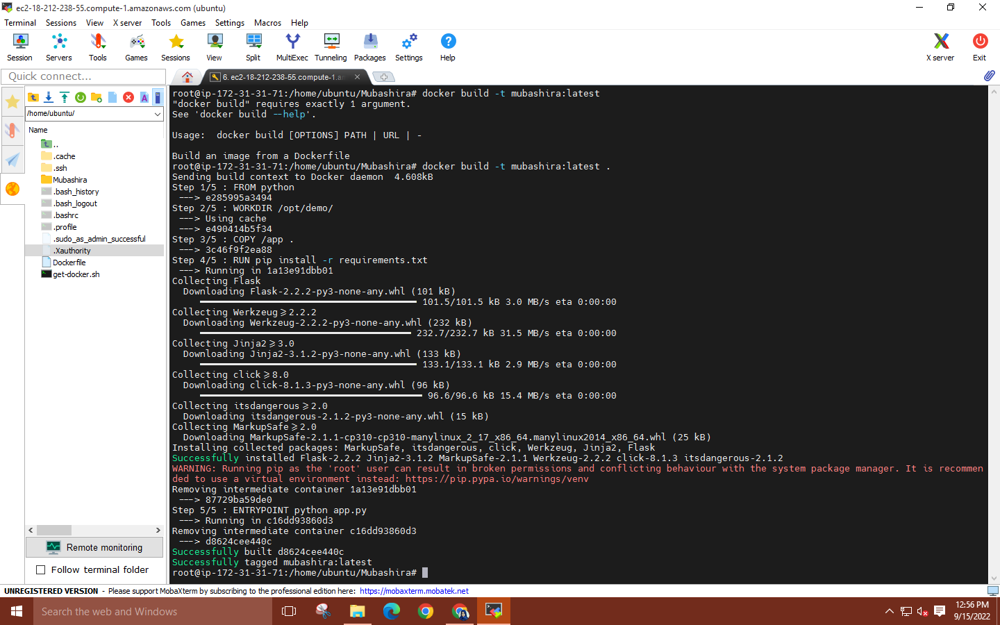 ec2-18-212-238-55.compute-1.amazonaws.com (ubuntu)
Terminal Sessions View X server Tools Games Settings Macros Help
Session Servers Tools Games Sessions View Split MultiExec Tunneling Packages Settings Help X server Exit
Quick connect...
6. ec2-18-212-238-55.compute-1.am
/home/ubuntu/
Name
..
.cache
.ssh
Mubashira
.bash_history
.bash_logout
.bashrc
.profile
.sudo_as_admin_successful
.Xauthority
Dockerfile
get-docker.sh
Remote monitoring
Follow terminal folder
root@ip-172-31-31-71:/home/ubuntu/Mubashira# docker build -t mubashira:latest
"docker build" requires exactly 1 argument.
See 'docker build --help'.
Usage:  docker build [OPTIONS] PATH | URL | -
Build an image from a Dockerfile
root@ip-172-31-31-71:/home/ubuntu/Mubashira# docker build -t mubashira:latest .
Sending build context to Docker daemon  4.608kB
Step 1/5 : FROM python
 ---> e285995a3494
Step 2/5 : WORKDIR /opt/demo/
 ---> Using cache
 ---> e490414b5f34
Step 3/5 : COPY /app .
 ---> 3c46f9f2ea88
Step 4/5 : RUN pip install -r requirements.txt
 ---> Running in 1a13e91dbb01
Collecting Flask
  Downloading Flask-2.2.2-py3-none-any.whl (101 kB)
101.5/101.5 kB 3.0 MB/s eta 0:00:00
Collecting Werkzeug>=2.2.2
  Downloading Werkzeug-2.2.2-py3-none-any.whl (232 kB)
232.7/232.7 kB 31.5 MB/s eta 0:00:00
Collecting Jinja2>=3.0
  Downloading Jinja2-3.1.2-py3-none-any.whl (133 kB)
133.1/133.1 kB 2.9 MB/s eta 0:00:00
Collecting click>=8.0
  Downloading click-8.1.3-py3-none-any.whl (96 kB)
96.6/96.6 kB 15.4 MB/s eta 0:00:00
Collecting itsdangerous>=2.0
  Downloading itsdangerous-2.1.2-py3-none-any.whl (15 kB)
Collecting MarkupSafe>=2.0
  Downloading MarkupSafe-2.1.1-cp310-cp310-manylinux_2_17_x86_64.manylinux2014_x86_64.whl (25 kB)
Installing collected packages: MarkupSafe, itsdangerous, click, Werkzeug, Jinja2, Flask
Successfully installed Flask-2.2.2 Jinja2-3.1.2 MarkupSafe-2.1.1 Werkzeug-2.2.2 click-8.1.3 itsdangerous-2.1.2
WARNING: Running pip as the 'root' user can result in broken permissions and conflicting behaviour with the system package manager. It is recommen
ded to use a virtual environment instead: https://pip.pypa.io/warnings/venv
Removing intermediate container 1a13e91dbb01
 ---> 87729ba59de0
Step 5/5 : ENTRYPOINT python app.py
 ---> Running in c16dd93860d3
Removing intermediate container c16dd93860d3
 ---> d8624cee440c
Successfully built d8624cee440c
Successfully tagged mubashira:latest
root@ip-172-31-31-71:/home/ubuntu/Mubashira#
UNREGISTERED VERSION - Please support MobaXterm by subscribing to the professional edition here: https://mobaxterm.mobatek.net
Search the web and Windows
12:56 PM
9/15/2022